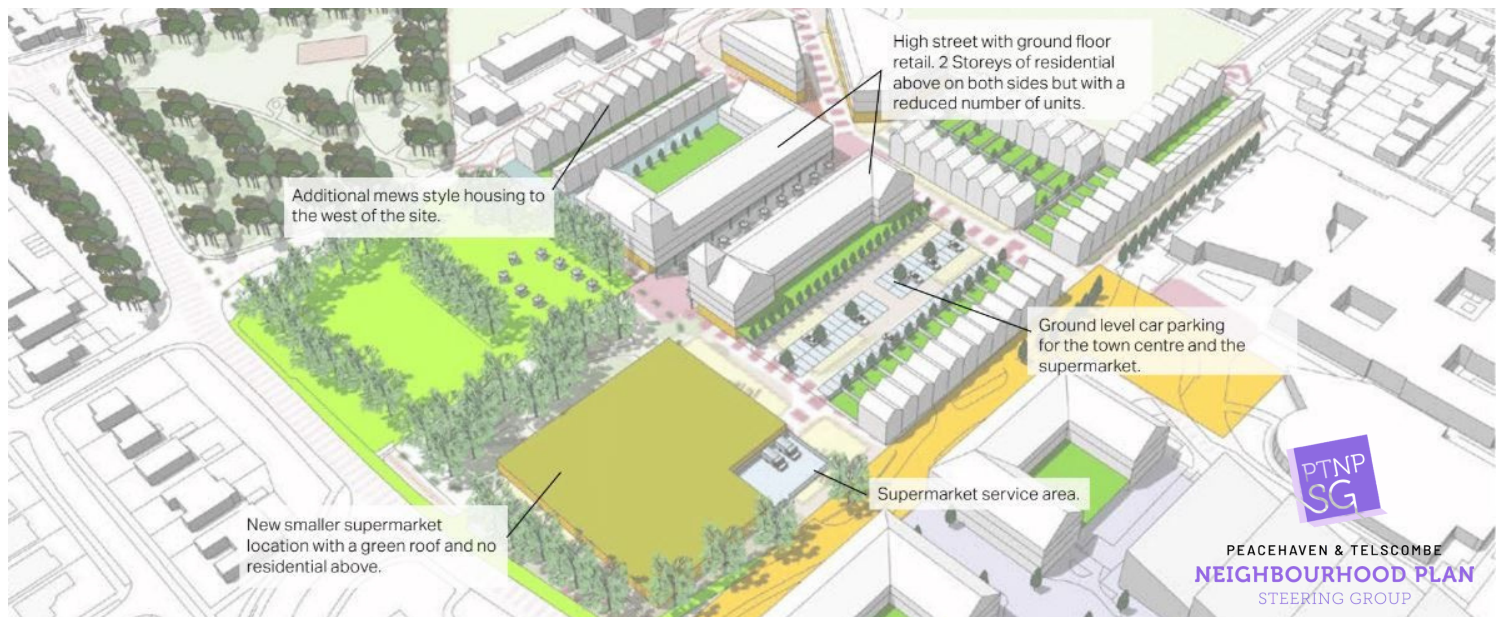 High street with ground floor
retail. 2 Storeys of residential
above on both sides but with a
reduced number of units.
Additional mews style housing to
the west of the site.
Ground level car parking
for the town centre and the
supermarket.
Supermarket service area.
New smaller supermarket
location with a green roof and no
residential above.
PTNP
SG
PEACEHAVEN & TELSCOMBE
NEIGHBOURHOOD PLAN
STEERING GROUP